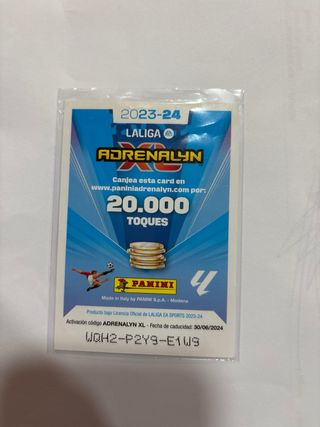 2023-24
LALIGA EA SPORTS
ADRENALYN
XL
Canjea esta card en
www.paniniadrenalyn.com por:
20.000
TOQUES
PANINI
Made in Italy by PANINI S.p.A. - Modena
Producto bajo Licencia Oficial de LALIGA EA SPORTS 2023-24
Activación código ADRENALYN XL - Fecha de caducidad: 30/06/2024
WQH2-P2Y9-E1W9